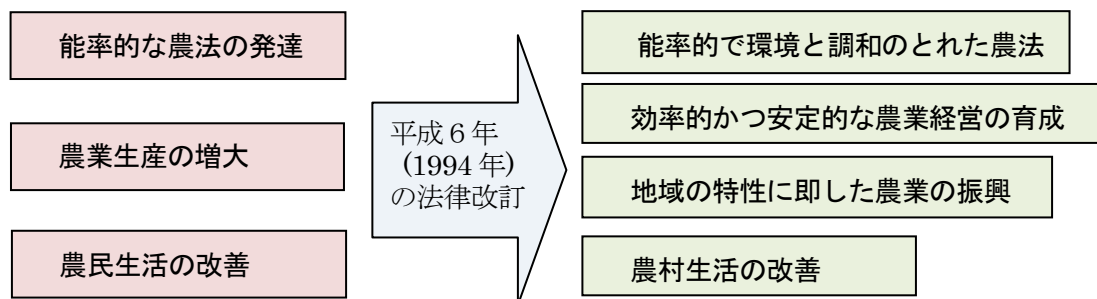 能率的な農法の発達
農業生産の増大
農民生活の改善
平成６年
(1994 年)
の法律改訂
能率的で環境と調和のとれた農法
効率的かつ安定的な農業経営の育成
地域の特性に即した農業の振興
農村生活の改善